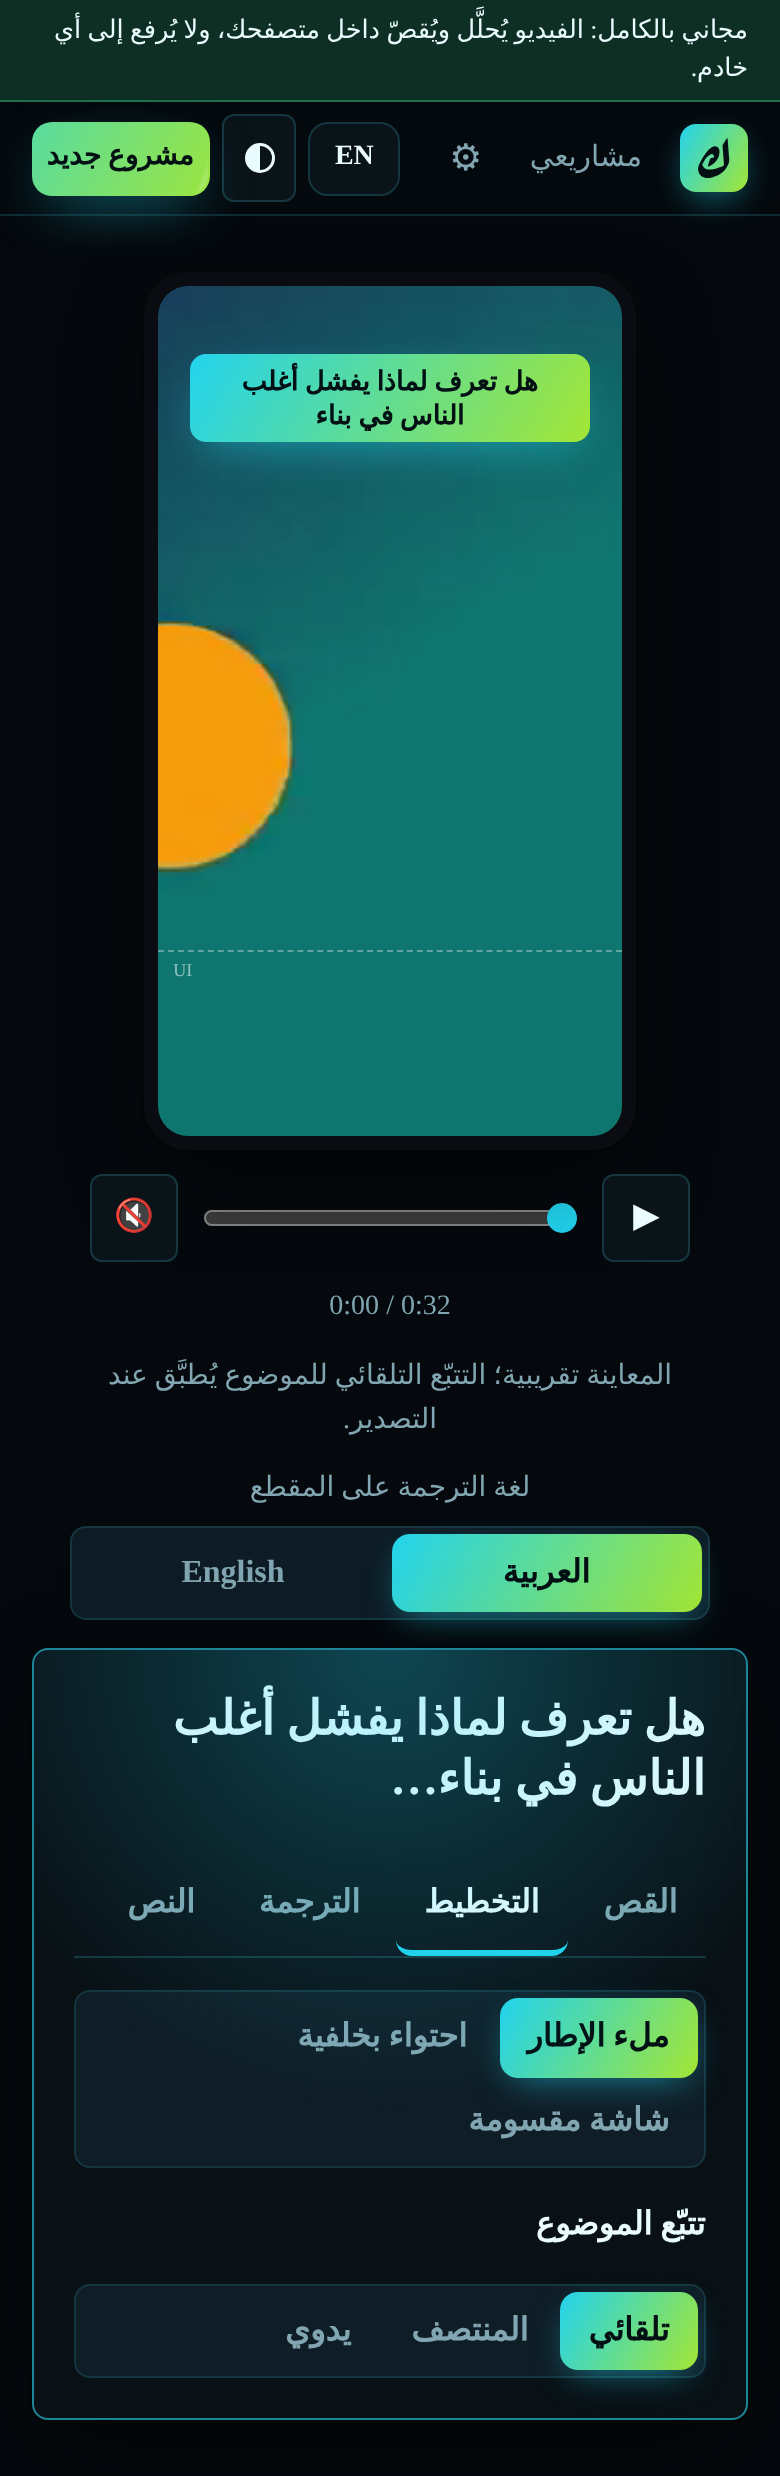 مجاني بالكامل: الفيديو يُحلَّل ويُقصّ داخل متصفحك، ولا يُرفع إلى أي
خادم.
ك
مشاريعي
EN
مشروع جديد
هل تعرف لماذا يفشل أغلب
الناس في بناء
UI
0:00 / 0:32
المعاينة تقريبية؛ التتبّع التلقائي للموضوع يُطبَّق عند
التصدير.
لغة الترجمة على المقطع
العربية
English
هل تعرف لماذا يفشل أغلب
الناس في بناء…
القص
التخطيط
الترجمة
النص
ملء الإطار
احتواء بخلفية
شاشة مقسومة
تتبّع الموضوع
تلقائي
المنتصف
يدوي